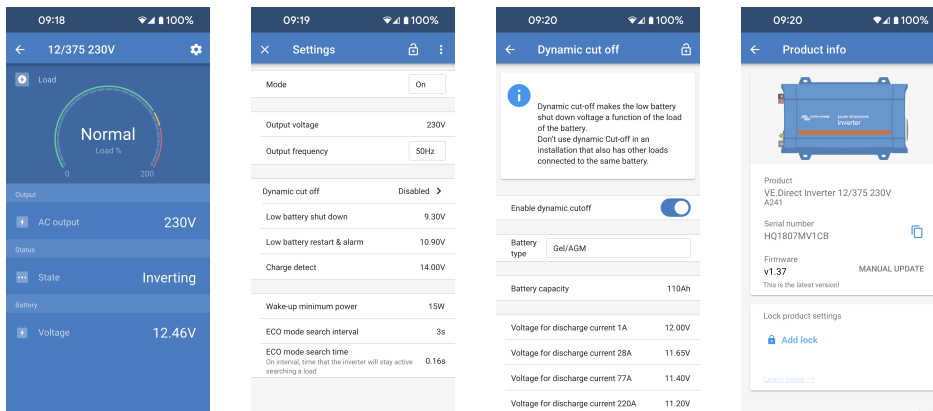 09:18
100%
12/375 230V
Load
Normal
Load %
0
200
Output
AC output
230V
Status
State
Inverting
Battery
Voltage
12.46V
09:19
100%
Settings
Mode
On
Output voltage
230V
Output frequency
50Hz
Dynamic cut off
Disabled
Low battery shut down
9.30V
Low battery restart & alarm
10.90V
Charge detect
14.00V
Wake-up minimum power
15W
ECO mode search interval
3s
ECO mode search time
On interval, time that the inverter will stay active
searching a load
0.16s
09:20
100%
Dynamic cut off
Dynamic cut-off makes the low battery
shut down voltage a function of the load
of the battery.
Don't use dynamic Cut-off in an
installation that also has other loads
connected to the same battery.
Enable dynamic cutoff
Battery
type
Gel/AGM
Battery capacity
110Ah
Voltage for discharge current 1A
12.00V
Voltage for discharge current 28A
11.65V
Voltage for discharge current 77A
11.40V
Voltage for discharge current 220A
11.20V
09:20
100%
Product info
pure sinewave
inverter
Product
VE.Direct Inverter 12/375 230V
A241
Serial number
HQ1807MV1CB
Firmware
v1.37
MANUAL UPDATE
This is the latest version!
Lock product settings
Add lock
Learn more